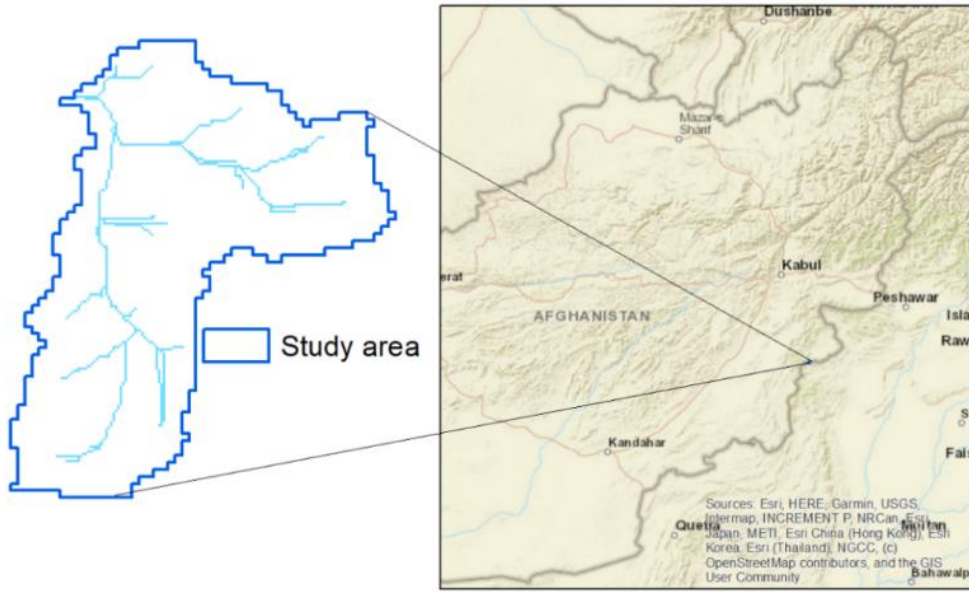 Dushanbe
Mazar-e
Sharif
Kabul
erat
Peshawar
AFGHANISTAN
Isla
Raw
Study area
S
Kandahar
Fais
Sources: Esri, HERE, Garmin, USGS,
Intermap, INCREMENT P, NRCan, Esri
Quetta
Japan, METI, Esri China (Hong Kong), Esri
Multan
Korea, Esri (Thailand), NGCC, (c)
OpenStreetMap contributors, and the GIS
User Community
Bahawalp